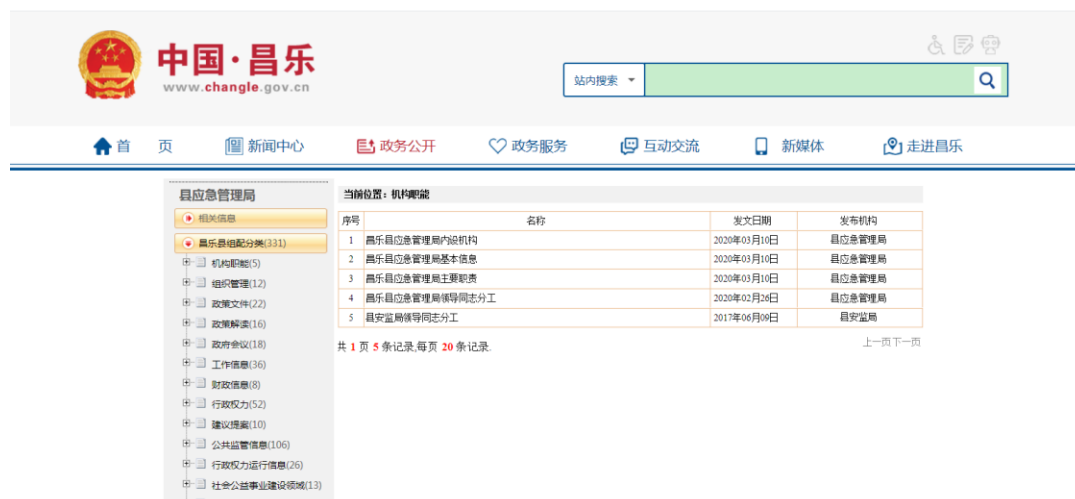 中国·昌乐
www.changle.gov.cn
站内搜索
首 页 新闻中心 政务公开 政务服务 互动交流 新媒体 走进昌乐
县应急管理局
相关信息
昌乐县组配分类(331)
机构职能(5)
组织管理(12)
政策文件(22)
政策解读(16)
政府会议(18)
工作信息(36)
财政信息(8)
行政权力(52)
建议提案(10)
公共监管信息(106)
行政权力运行信息(26)
社会公益事业建设领域(13)
当前位置：机构职能
序号 名称 发文日期 发布机构
1 昌乐县应急管理局内设机构 2020年03月10日 县应急管理局
2 昌乐县应急管理局基本信息 2020年03月10日 县应急管理局
3 昌乐县应急管理局主要职责 2020年03月10日 县应急管理局
4 昌乐县应急管理局领导同志分工 2020年02月26日 县应急管理局
5 县安监局领导同志分工 2017年06月09日 县安监局
共 1 页 5 条记录,每页 20 条记录.
上一页下一页